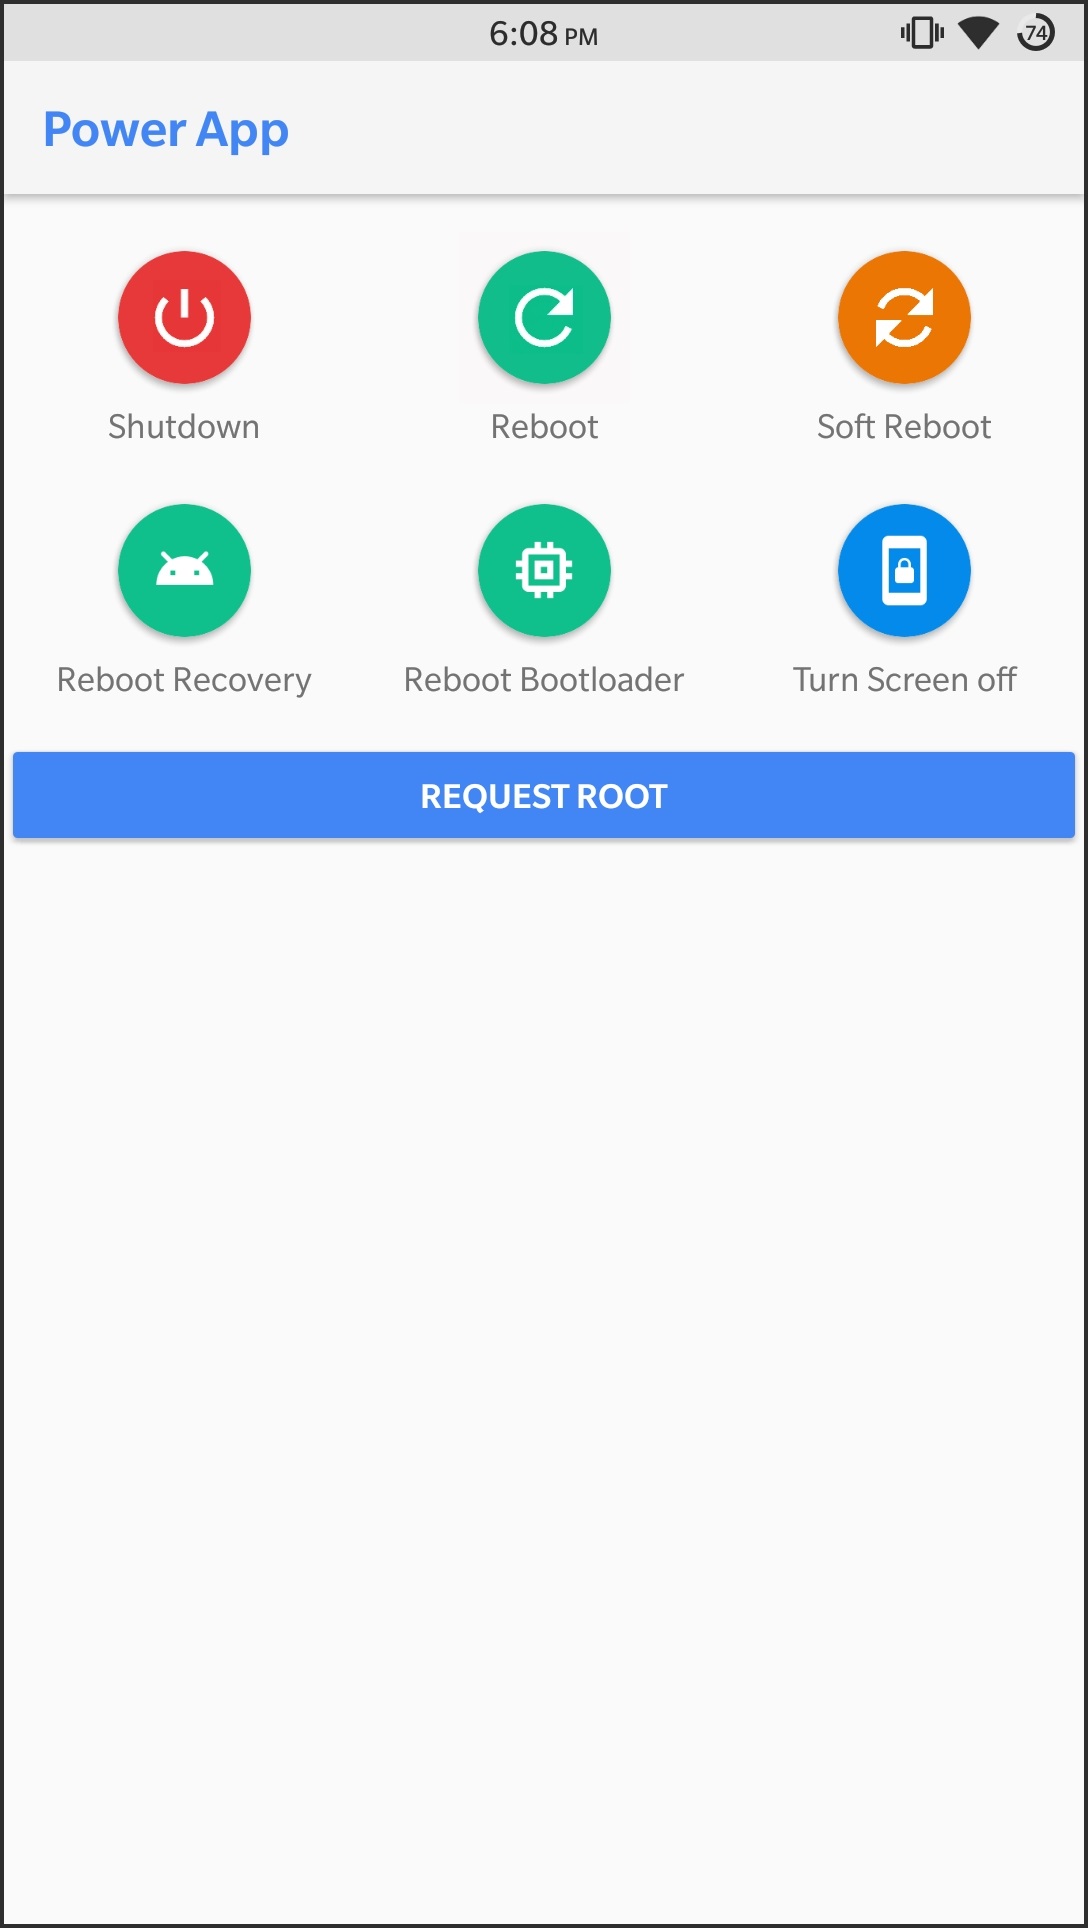 6:08 PM
74
Power App
Shutdown
Reboot
Soft Reboot
Reboot Recovery
Reboot Bootloader
Turn Screen off
REQUEST ROOT